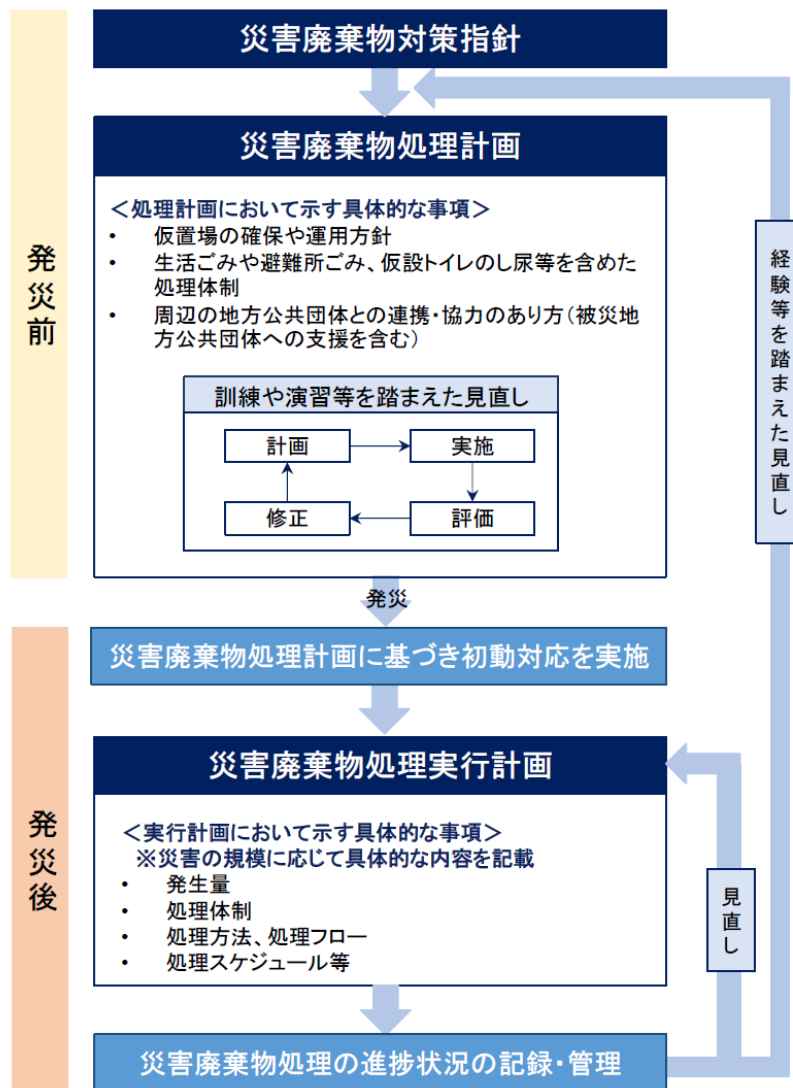 災害廃棄物対策指針
発災前
災害廃棄物処理計画
＜処理計画において示す具体的な事項＞
• 仮置場の確保や運用方針
• 生活ごみや避難所ごみ、仮設トイレのし尿等を含めた
処理体制
• 周辺の地方公共団体との連携・協力のあり方（被災地
方公共団体への支援を含む）
訓練や演習等を踏まえた見直し
計画
実施
修正
評価
経験等を踏まえた見直し
発災
発災後
災害廃棄物処理計画に基づき初動対応を実施
災害廃棄物処理実行計画
＜実行計画において示す具体的な事項＞
※災害の規模に応じて具体的な内容を記載
• 発生量
• 処理体制
• 処理方法、処理フロー
• 処理スケジュール等
見直し
災害廃棄物処理の進捗状況の記録・管理